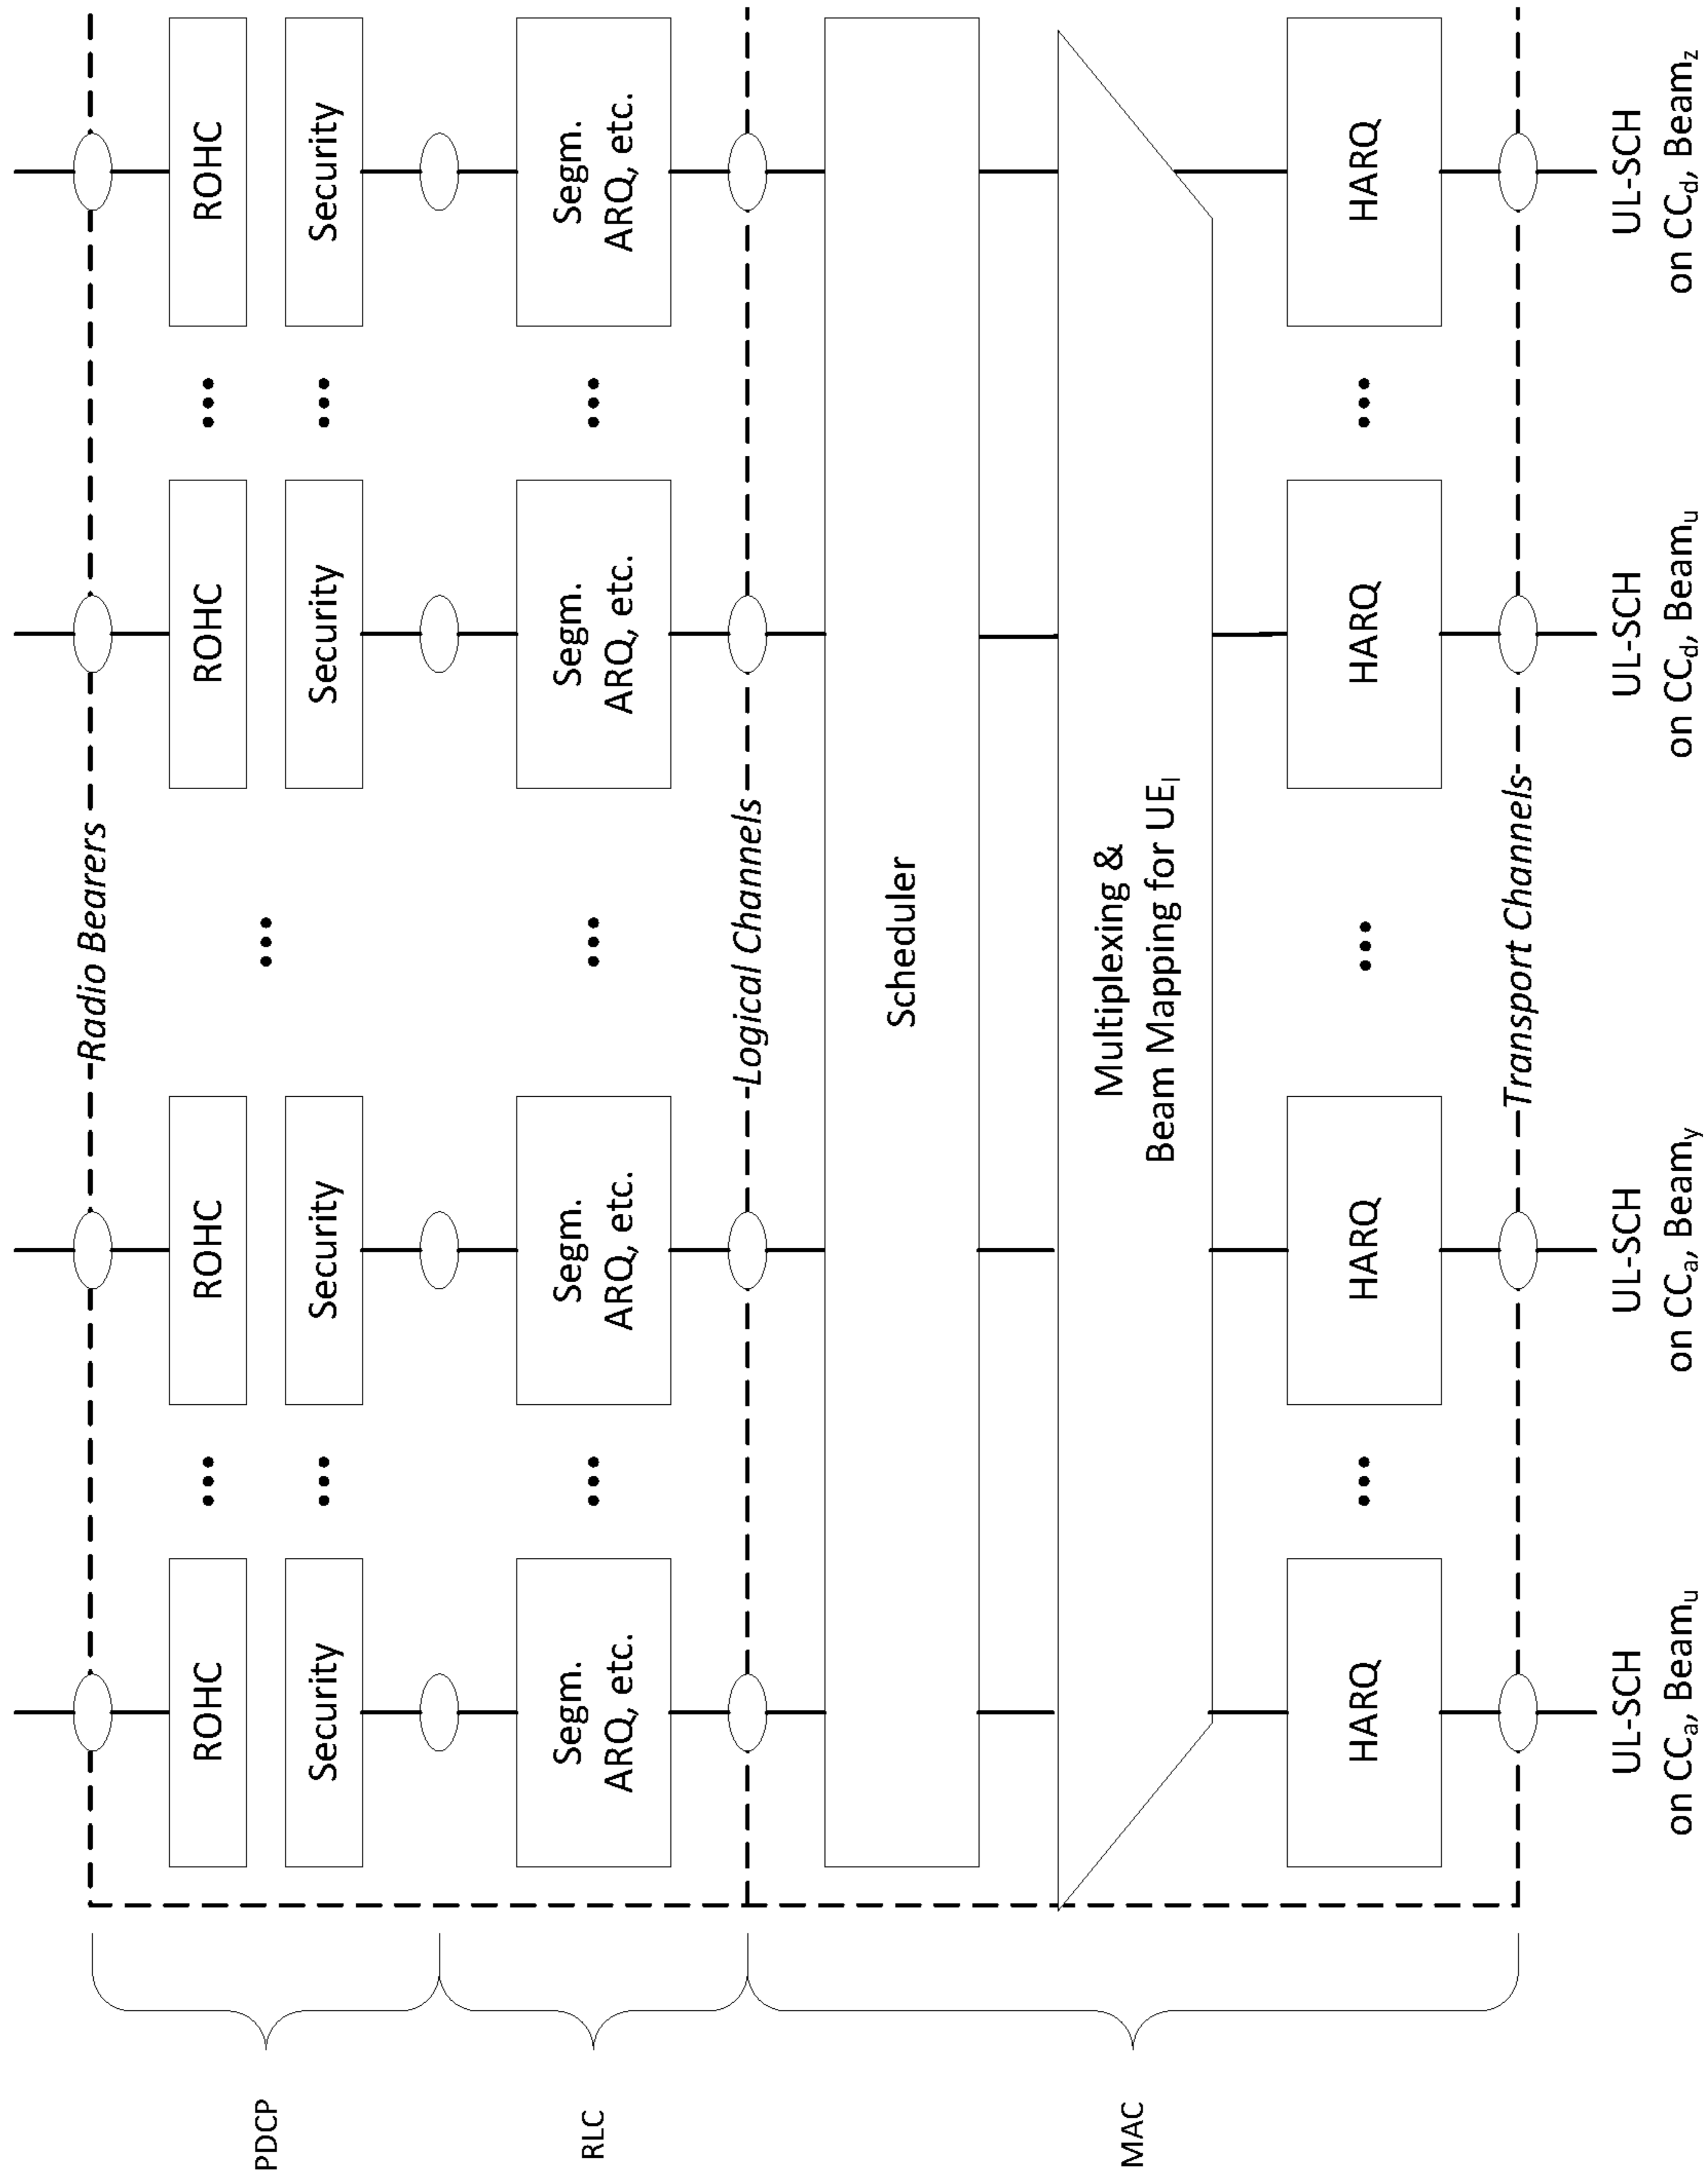 Radio Bearers
PDCP
ROHC
ROHC
ROHC
ROHC
Security
Security
Security
Security
RLC
Segm.
ARQ, etc.
Segm.
ARQ, etc.
Segm.
ARQ, etc.
Segm.
ARQ, etc.
Logical Channels
Scheduler
MAC
Multiplexing &
Beam Mapping for UEl
HARQ
HARQ
HARQ
HARQ
Transport Channels
UL-SCH
on CCa, Beamu
UL-SCH
on CCa, Beamy
UL-SCH
on CCd, Beamu
UL-SCH
on CCd, Beamz